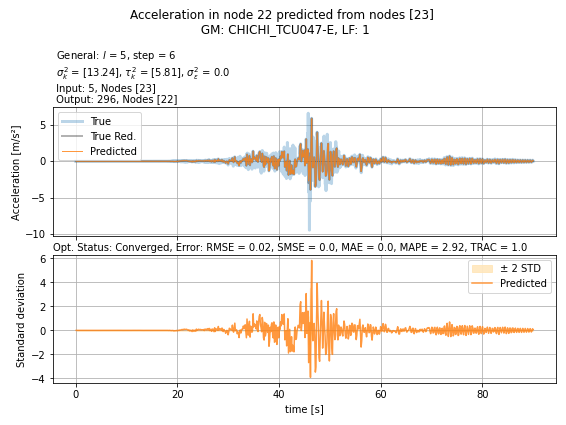 Acceleration in node 22 predicted from nodes [23]
GM: CHICHI_TCU047-E, LF: 1
General: l = 5, step = 6
σ²ₖ = [13.24], τ²ₖ = [5.81], σ²ₑ = 0.0
Input: 5, Nodes [23]
Output: 296, Nodes [22]
True
True Red.
Predicted
Acceleration [m/s²]
5
0
−5
−10
Opt. Status: Converged, Error: RMSE = 0.02, SMSE = 0.0, MAE = 0.0, MAPE = 2.92, TRAC = 1.0
± 2 STD
Predicted
Standard deviation
6
4
2
0
−2
−4
0 20 40 60 80
time [s]